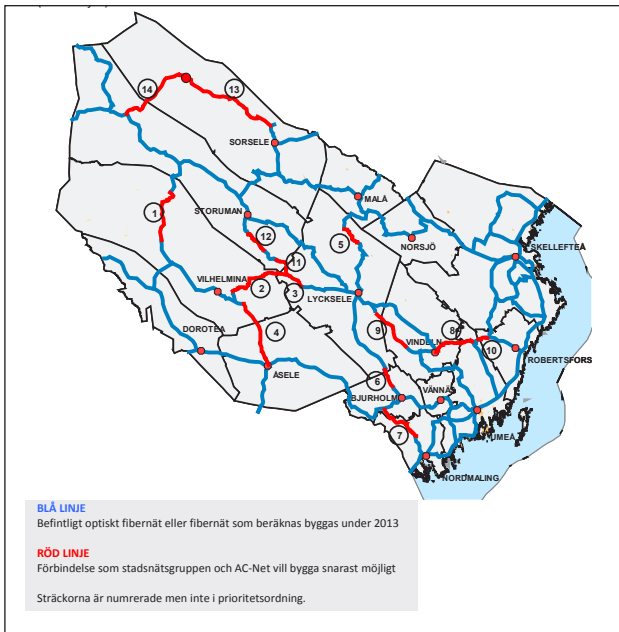 14
13
SORSELE
1
MALÅ
STORUMAN
12
5
NORSJÖ
SKELLEFTEÅ
11
VILHELMINA
2
3
LYCKSELE
DOROTEA
4
9
8
VINDELN
10
ROBERTSFORS
ÅSELE
6
BJURHOLM
VÄNNÄS
7
UMEÅ
NORDMALING
BLÅ LINJE
Befintligt optiskt fibernät eller fibernät som beräknas byggas under 2013
RÖD LINJE
Förbindelse som stadsnätsgruppen och AC-Net vill bygga snarast möjligt
Sträckorna är numrerade men inte i prioritetsordning.